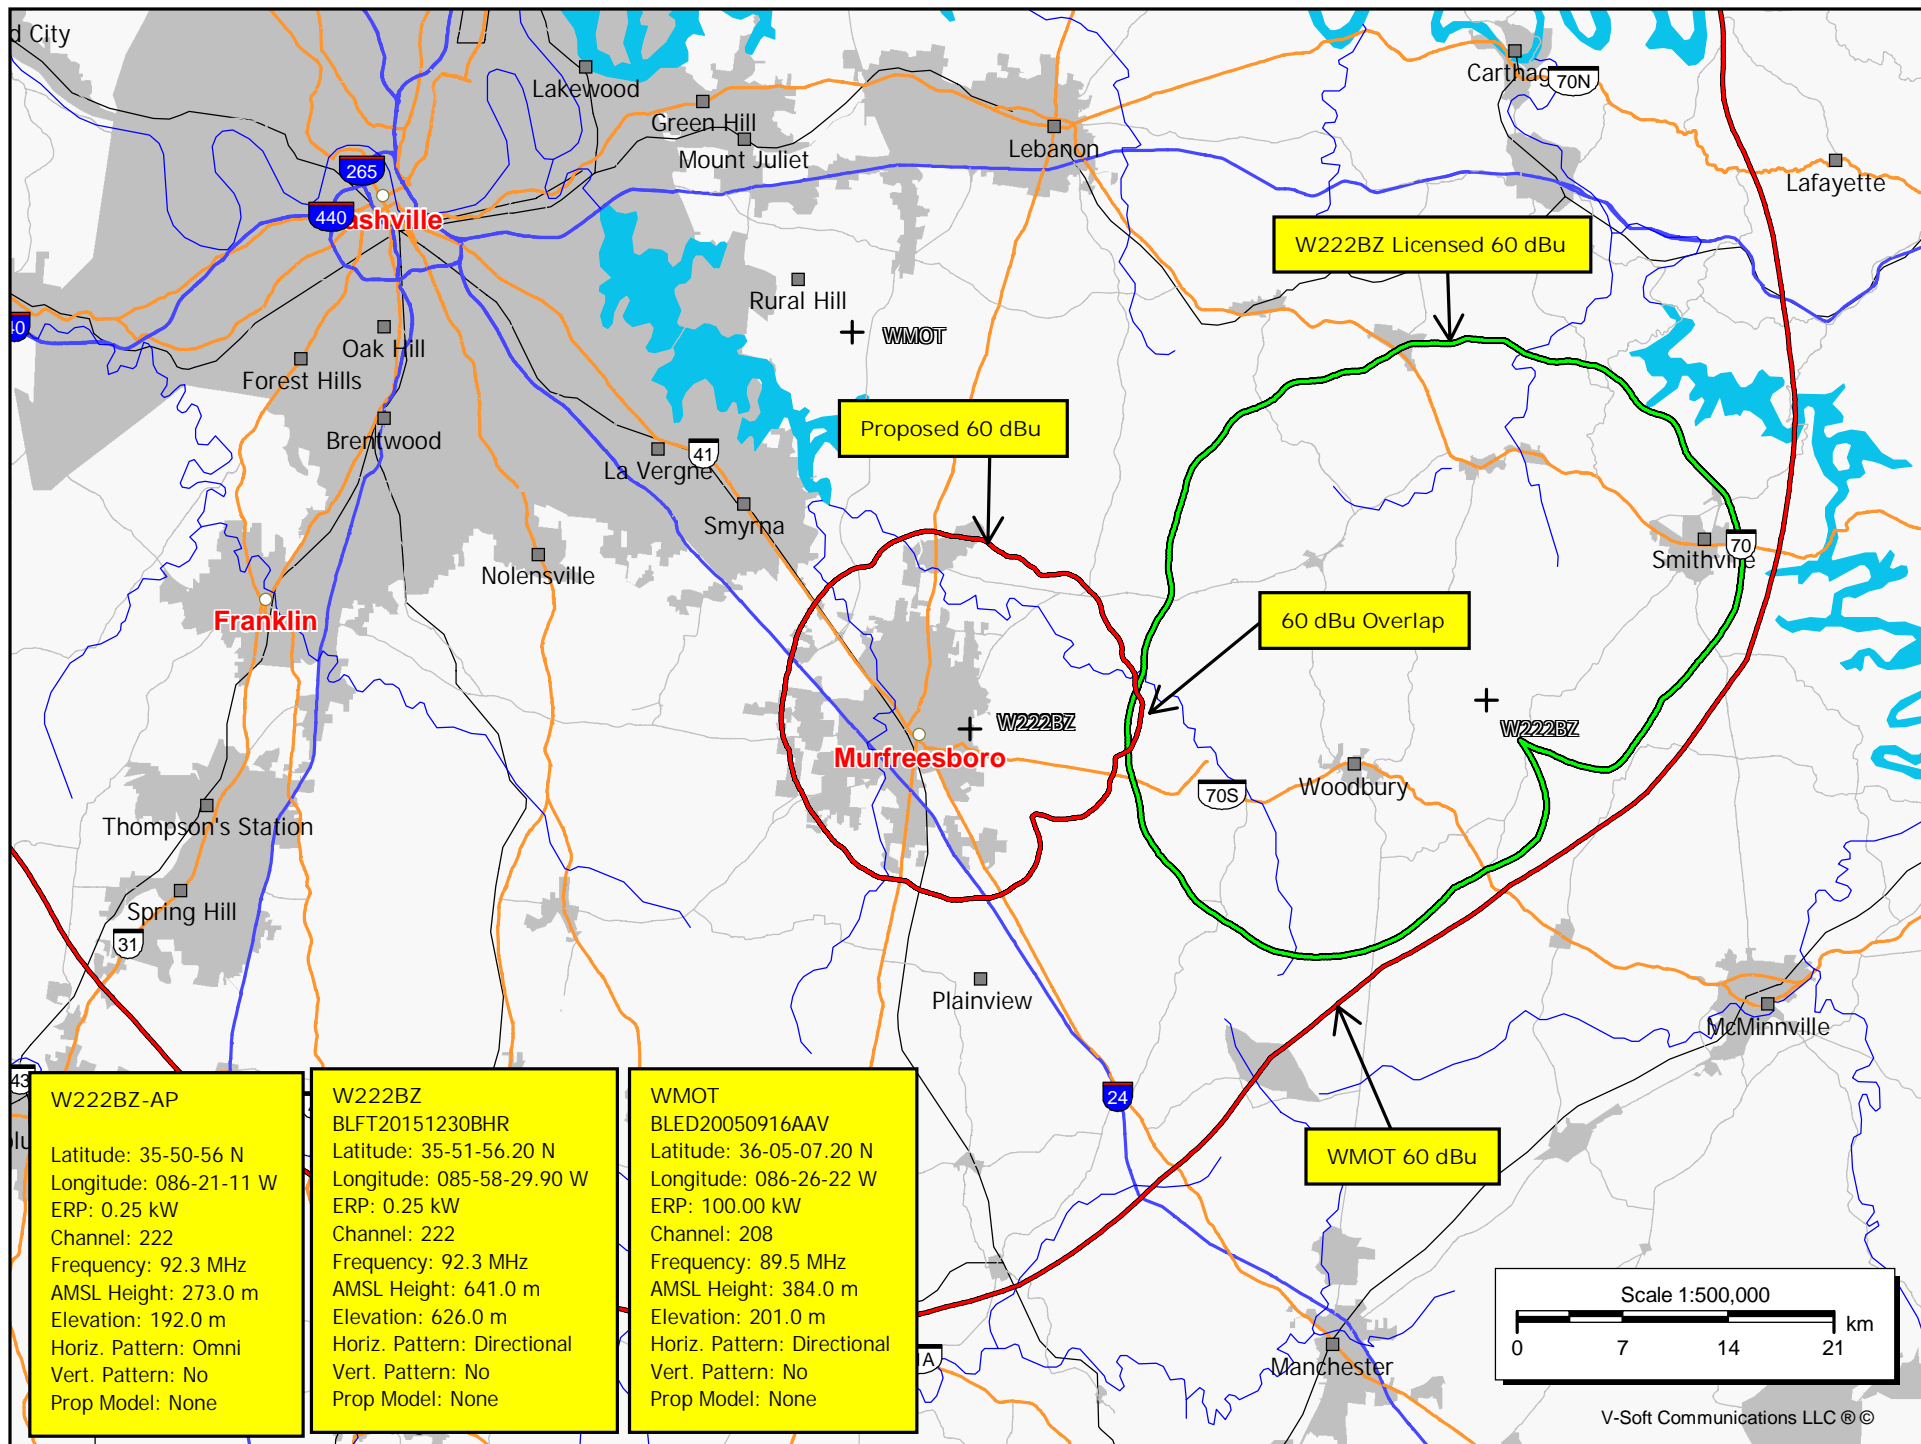 d City
Lakewood
Green Hill
Mount Juliet
Lebanon
70N
Lafayette
265
440
ashville
W222BZ Licensed 60 dBu
Rural Hill
WMOT
40
Oak Hill
Forest Hills
Brentwood
Proposed 60 dBu
La Vergne
41
Smyrna
Nolensville
70
Smithville
Franklin
60 dBu Overlap
W222BZ
W222BZ
Murfreesboro
Woodbury
70S
Thompson's Station
Spring Hill
31
Plainview
McMinnville
43
24
WMOT 60 dBu
W222BZ-AP
Latitude: 35-50-56 N
Longitude: 086-21-11 W
ERP: 0.25 kW
Channel: 222
Frequency: 92.3 MHz
AMSL Height: 273.0 m
Elevation: 192.0 m
Horiz. Pattern: Omni
Vert. Pattern: No
Prop Model: None
W222BZ
BLFT20151230BHR
Latitude: 35-51-56.20 N
Longitude: 085-58-29.90 W
ERP: 0.25 kW
Channel: 222
Frequency: 92.3 MHz
AMSL Height: 641.0 m
Elevation: 626.0 m
Horiz. Pattern: Directional
Vert. Pattern: No
Prop Model: None
WMOT
BLED20050916AAV
Latitude: 36-05-07.20 N
Longitude: 086-26-22 W
ERP: 100.00 kW
Channel: 208
Frequency: 89.5 MHz
AMSL Height: 384.0 m
Elevation: 201.0 m
Horiz. Pattern: Directional
Vert. Pattern: No
Prop Model: None
Manchester
Scale 1:500,000
km
0 7 14 21
V-Soft Communications LLC ® ©